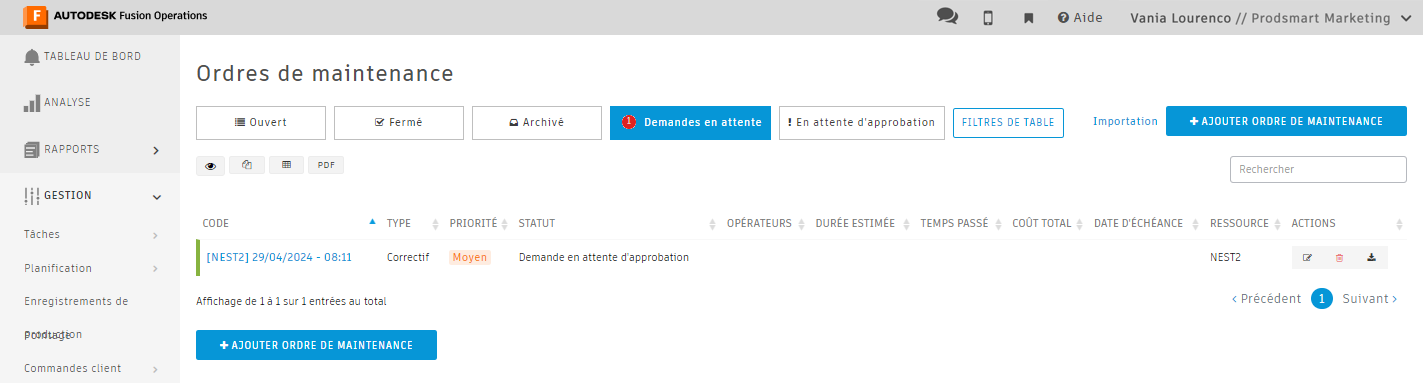 F AUTODESK Fusion Operations
Aide
Vania Lourenco // Prodsmart Marketing
TABLEAU DE BORD
ANALYSE
RAPPORTS
GESTION
Tâches
Planification
Enregistrements de
production
Pointage
Commandes client
Ordres de maintenance
Ouvert
Fermé
Archivé
1 Demandes en attente
! En attente d'approbation
FILTRES DE TABLE
Importation
+ AJOUTER ORDRE DE MAINTENANCE
PDF
Rechercher
CODE TYPE PRIORITÉ STATUT OPÉRATEURS DURÉE ESTIMÉE TEMPS PASSÉ COÛT TOTAL DATE D'ÉCHÉANCE RESSOURCE ACTIONS
[NEST2] 29/04/2024 - 08:11 Correctif Moyen Demande en attente d'approbation NEST2
Affichage de 1 à 1 sur 1 entrées au total
‹ Précédent 1 Suivant ›
+ AJOUTER ORDRE DE MAINTENANCE